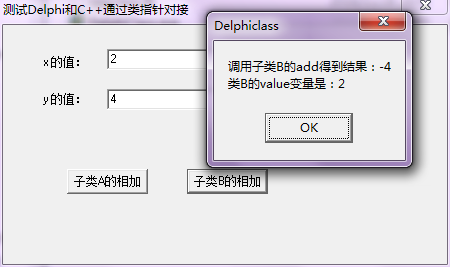 测试Delphi和C++通过类指针对接
Delphiclass
x的值：
2
调用子类B的add得到结果：-4
类B的value变量是：2
y的值：
4
OK
子类A的相加
子类B的相加